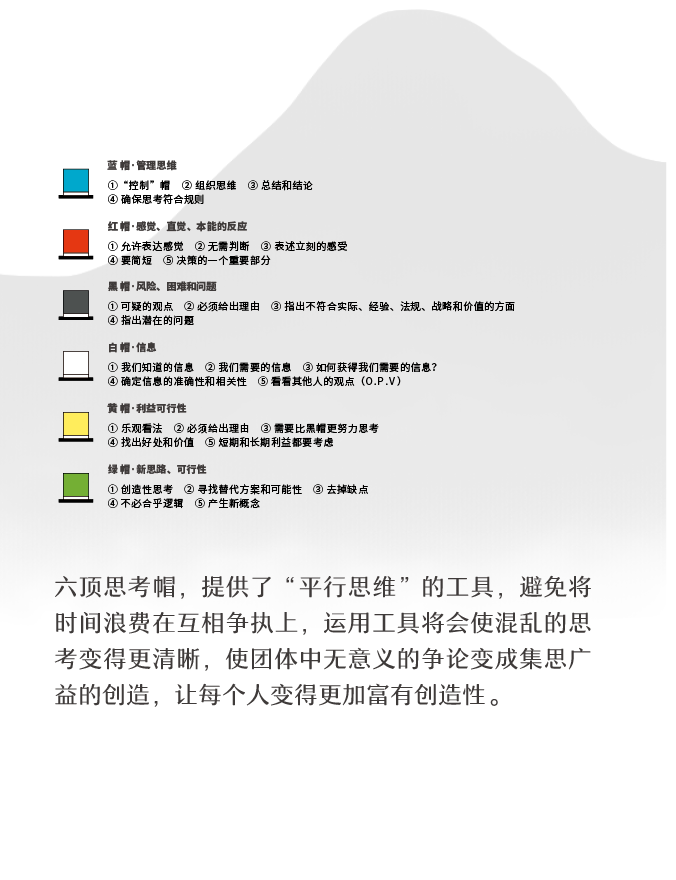 蓝 帽·管理思维
①“控制”帽 ② 组织思维 ③ 总结和结论
④ 确保思考符合规则
红 帽·感觉、直觉、本能的反应
① 允许表达感觉 ② 无需判断 ③ 表述立刻的感受
④ 要简短 ⑤ 决策的一个重要部分
黑 帽·风险、困难和问题
① 可疑的观点 ② 必须给出理由 ③ 指出不符合实际、经验、法规、战略和价值的方面
④ 指出潜在的问题
白 帽·信息
① 我们知道的信息 ② 我们需要的信息 ③ 如何获得我们需要的信息？
④ 确定信息的准确性和相关性 ⑤ 看看其他人的观点（O.P.V）
黄 帽·利益可行性
① 乐观看法 ② 必须给出理由 ③ 需要比黑帽更努力思考
④ 找出好处和价值 ⑤ 短期和长期利益都要考虑
绿 帽·新思路、可行性
① 创造性思考 ② 寻找替代方案和可能性 ③ 去掉缺点
④ 不必合乎逻辑 ⑤ 产生新概念
六顶思考帽，提供了“平行思维”的工具，避免将
时间浪费在互相争执上，运用工具将会使混乱的思
考变得更清晰，使团体中无意义的争论变成集思广
益的创造，让每个人变得更加富有创造性。